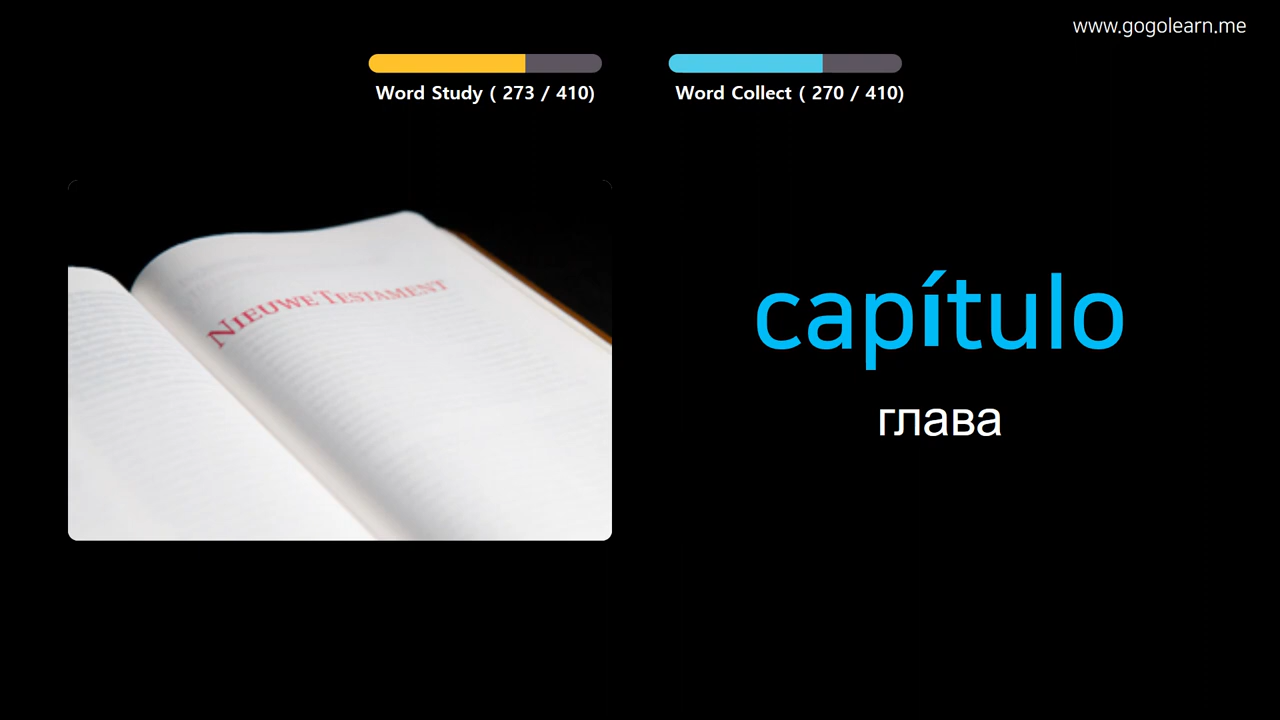 www.gogolearn.me
Word Study ( 273 / 410)
Word Collect ( 270 / 410)
NIEUWE TESTAMENT
capítulo
глава